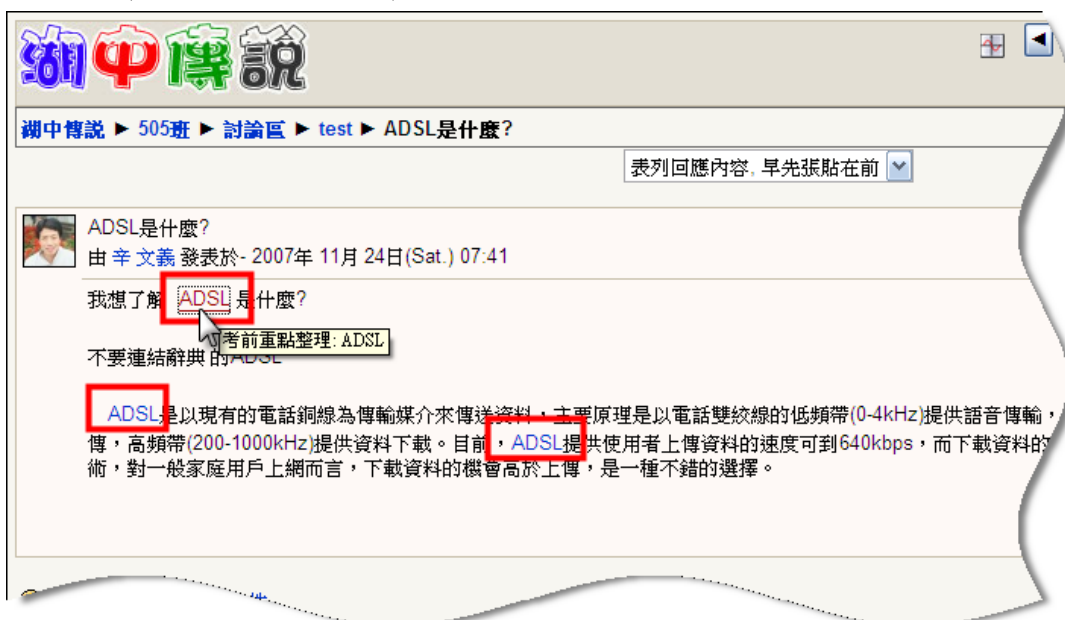 湖中傳說
湖中傳說 ► 505班 ► 討論區 ► test ► ADSL是什麼?
表列回應內容, 早先張貼在前
ADSL是什麼?
由 辛 文義 發表於- 2007年 11月 24日(Sat.) 07:41
我想了解 ADSL 是什麼?
考前重點整理: ADSL
不要連結辭典 的ADSL
ADSL是以現有的電話銅線為傳輸媒介來傳送資料，主要原理是以電話雙絞線的低頻帶(0-4kHz)提供語音傳輸，
傳，高頻帶(200-1000kHz)提供資料下載。目前，ADSL提供使用者上傳資料的速度可到640kbps，而下載資料的
術，對一般家庭用戶上網而言，下載資料的機會高於上傳，是一種不錯的選擇。